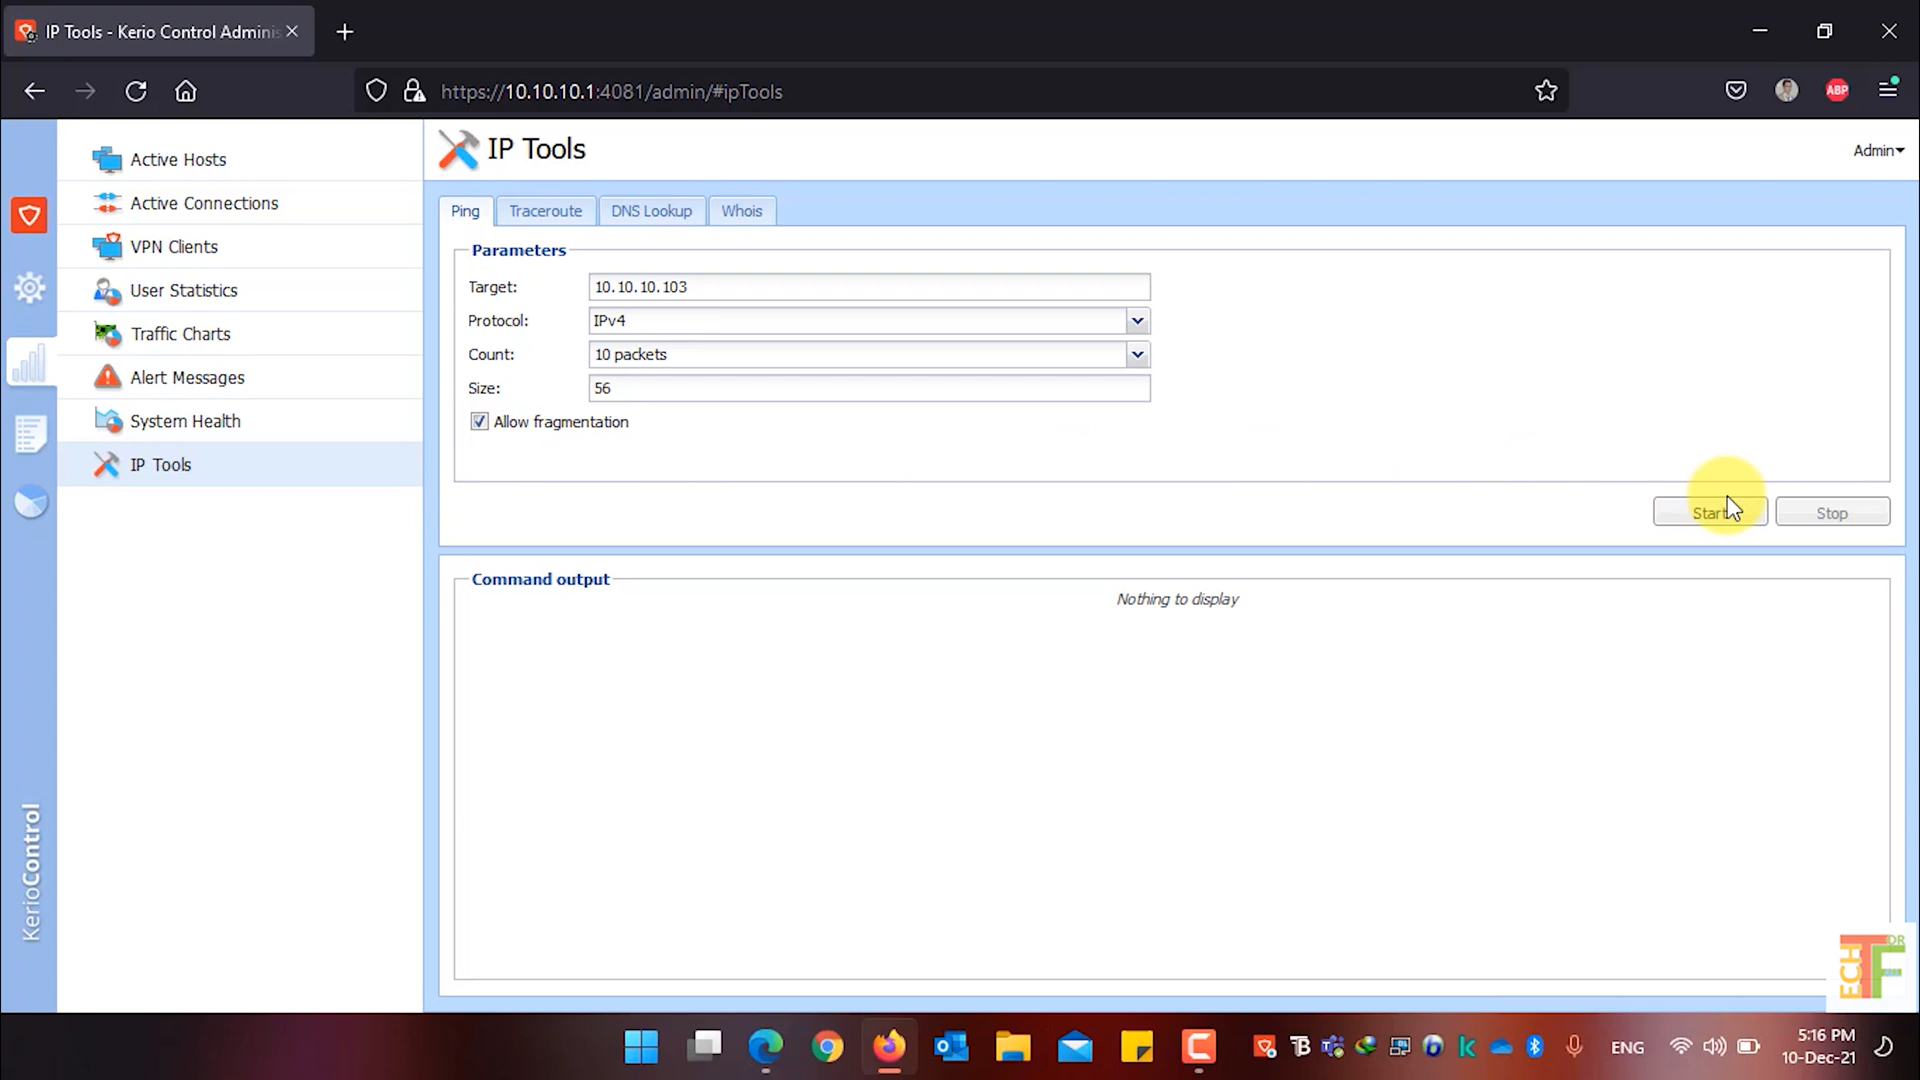 IP Tools - Kerio Control Adminis
https://10.10.10.1:4081/admin/#ipTools
ABP
Active Hosts
Active Connections
VPN Clients
User Statistics
Traffic Charts
Alert Messages
System Health
IP Tools
KerioControl
IP Tools
Admin
Ping
Traceroute
DNS Lookup
Whois
Parameters
Target: 10.10.10.103
Protocol: IPv4
Count: 10 packets
Size: 56
Allow fragmentation
Start
Stop
Command output
Nothing to display
ENG
5:16 PM
10-Dec-21